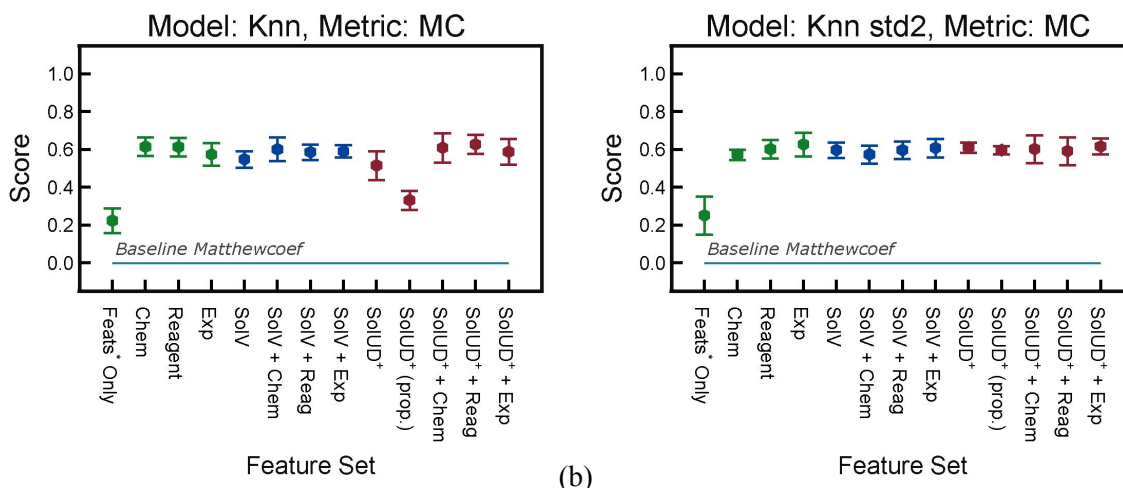 Model: Knn, Metric: MC
Score
1.0
0.8
0.6
0.4
0.2
0.0
Baseline Matthewcoef
Feats* Only
Chem
Reagent
Exp
SolV
SolV + Chem
SolV + Reag
SolV + Exp
SolUD+
SolUD+ (prop.)
SolUD+ + Chem
SolUD+ + Reag
SolUD+ + Exp
Feature Set
Model: Knn std2, Metric: MC
Score
1.0
0.8
0.6
0.4
0.2
0.0
Baseline Matthewcoef
Feats* Only
Chem
Reagent
Exp
SolV
SolV + Chem
SolV + Reag
SolV + Exp
SolUD+
SolUD+ (prop.)
SolUD+ + Chem
SolUD+ + Reag
SolUD+ + Exp
Feature Set
(b)